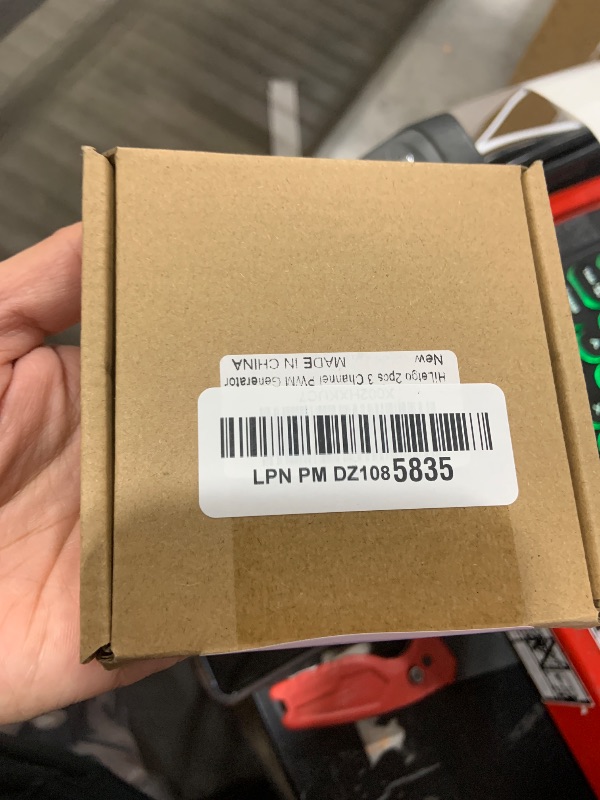 New
MADE IN CHINA
HiLetgo 2pcs 3 Channel PWM Generator
LPN PM DZ1085835